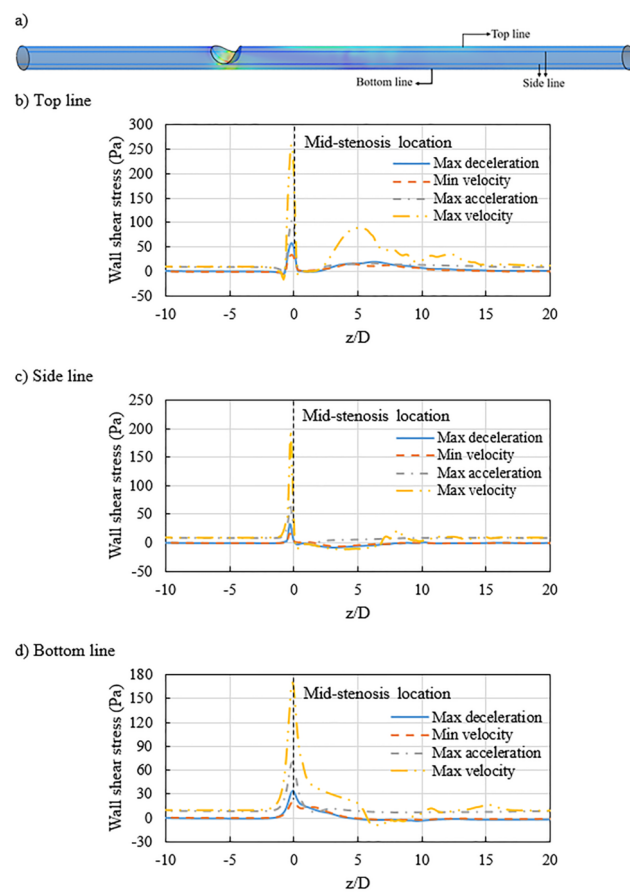 a)
Top line
Bottom line
Side line
b) Top line
Wall shear stress (Pa)
300
250
200
150
100
50
0
-50
Mid-stenosis location
Max deceleration
Min velocity
Max acceleration
Max velocity
-10 -5 0 5 10 15 20
z/D
c) Side line
Wall shear stress (Pa)
250
200
150
100
50
0
-50
Mid-stenosis location
Max deceleration
Min velocity
Max acceleration
Max velocity
-10 -5 0 5 10 15 20
z/D
d) Bottom line
Wall shear stress (Pa)
180
150
120
90
60
30
0
-30
Mid-stenosis location
Max deceleration
Min velocity
Max acceleration
Max velocity
-10 -5 0 5 10 15 20
z/D